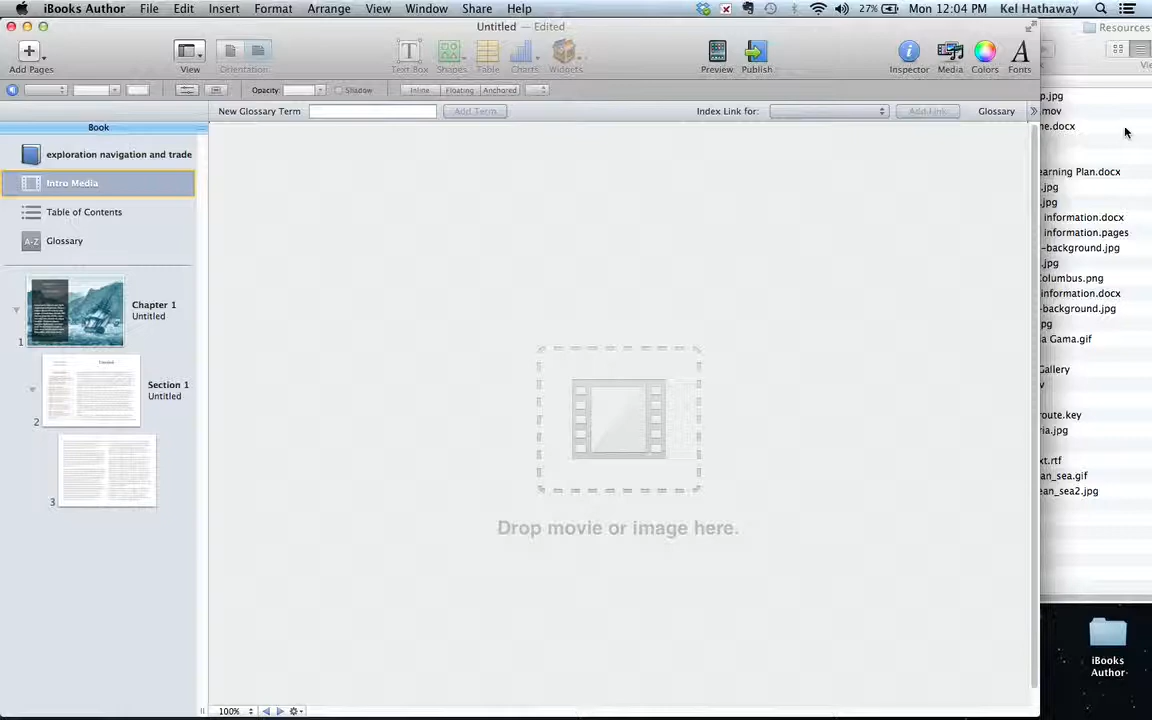 iBooks Author File Edit Insert Format Arrange View Window Share Help 27% Mon 12:04 PM Kel Hathaway
Untitled — Edited
Resources
Add Pages View Orientation Text Box Shapes Table Charts Widgets Preview Publish Inspector Media Colors Fonts
Opacity: Shadow Inline Floating Anchored
New Glossary Term Add Term Index Link for: Add Link Glossary
Book
exploration navigation and trade
Intro Media
Table of Contents
A-Z Glossary
Chapter 1
Untitled
1
Section 1
Untitled
2
3
Drop movie or image here.
100%
p.jpg
.mov
ne.docx
earning Plan.docx
.jpg
.jpg
information.docx
information.pages
-background.jpg
.jpg
Columbus.png
information.docx
-background.jpg
pg
a Gama.gif
Gallery
v
route.key
ria.jpg
xt.rtf
ean_sea.gif
ean_sea2.jpg
iBooks
Author